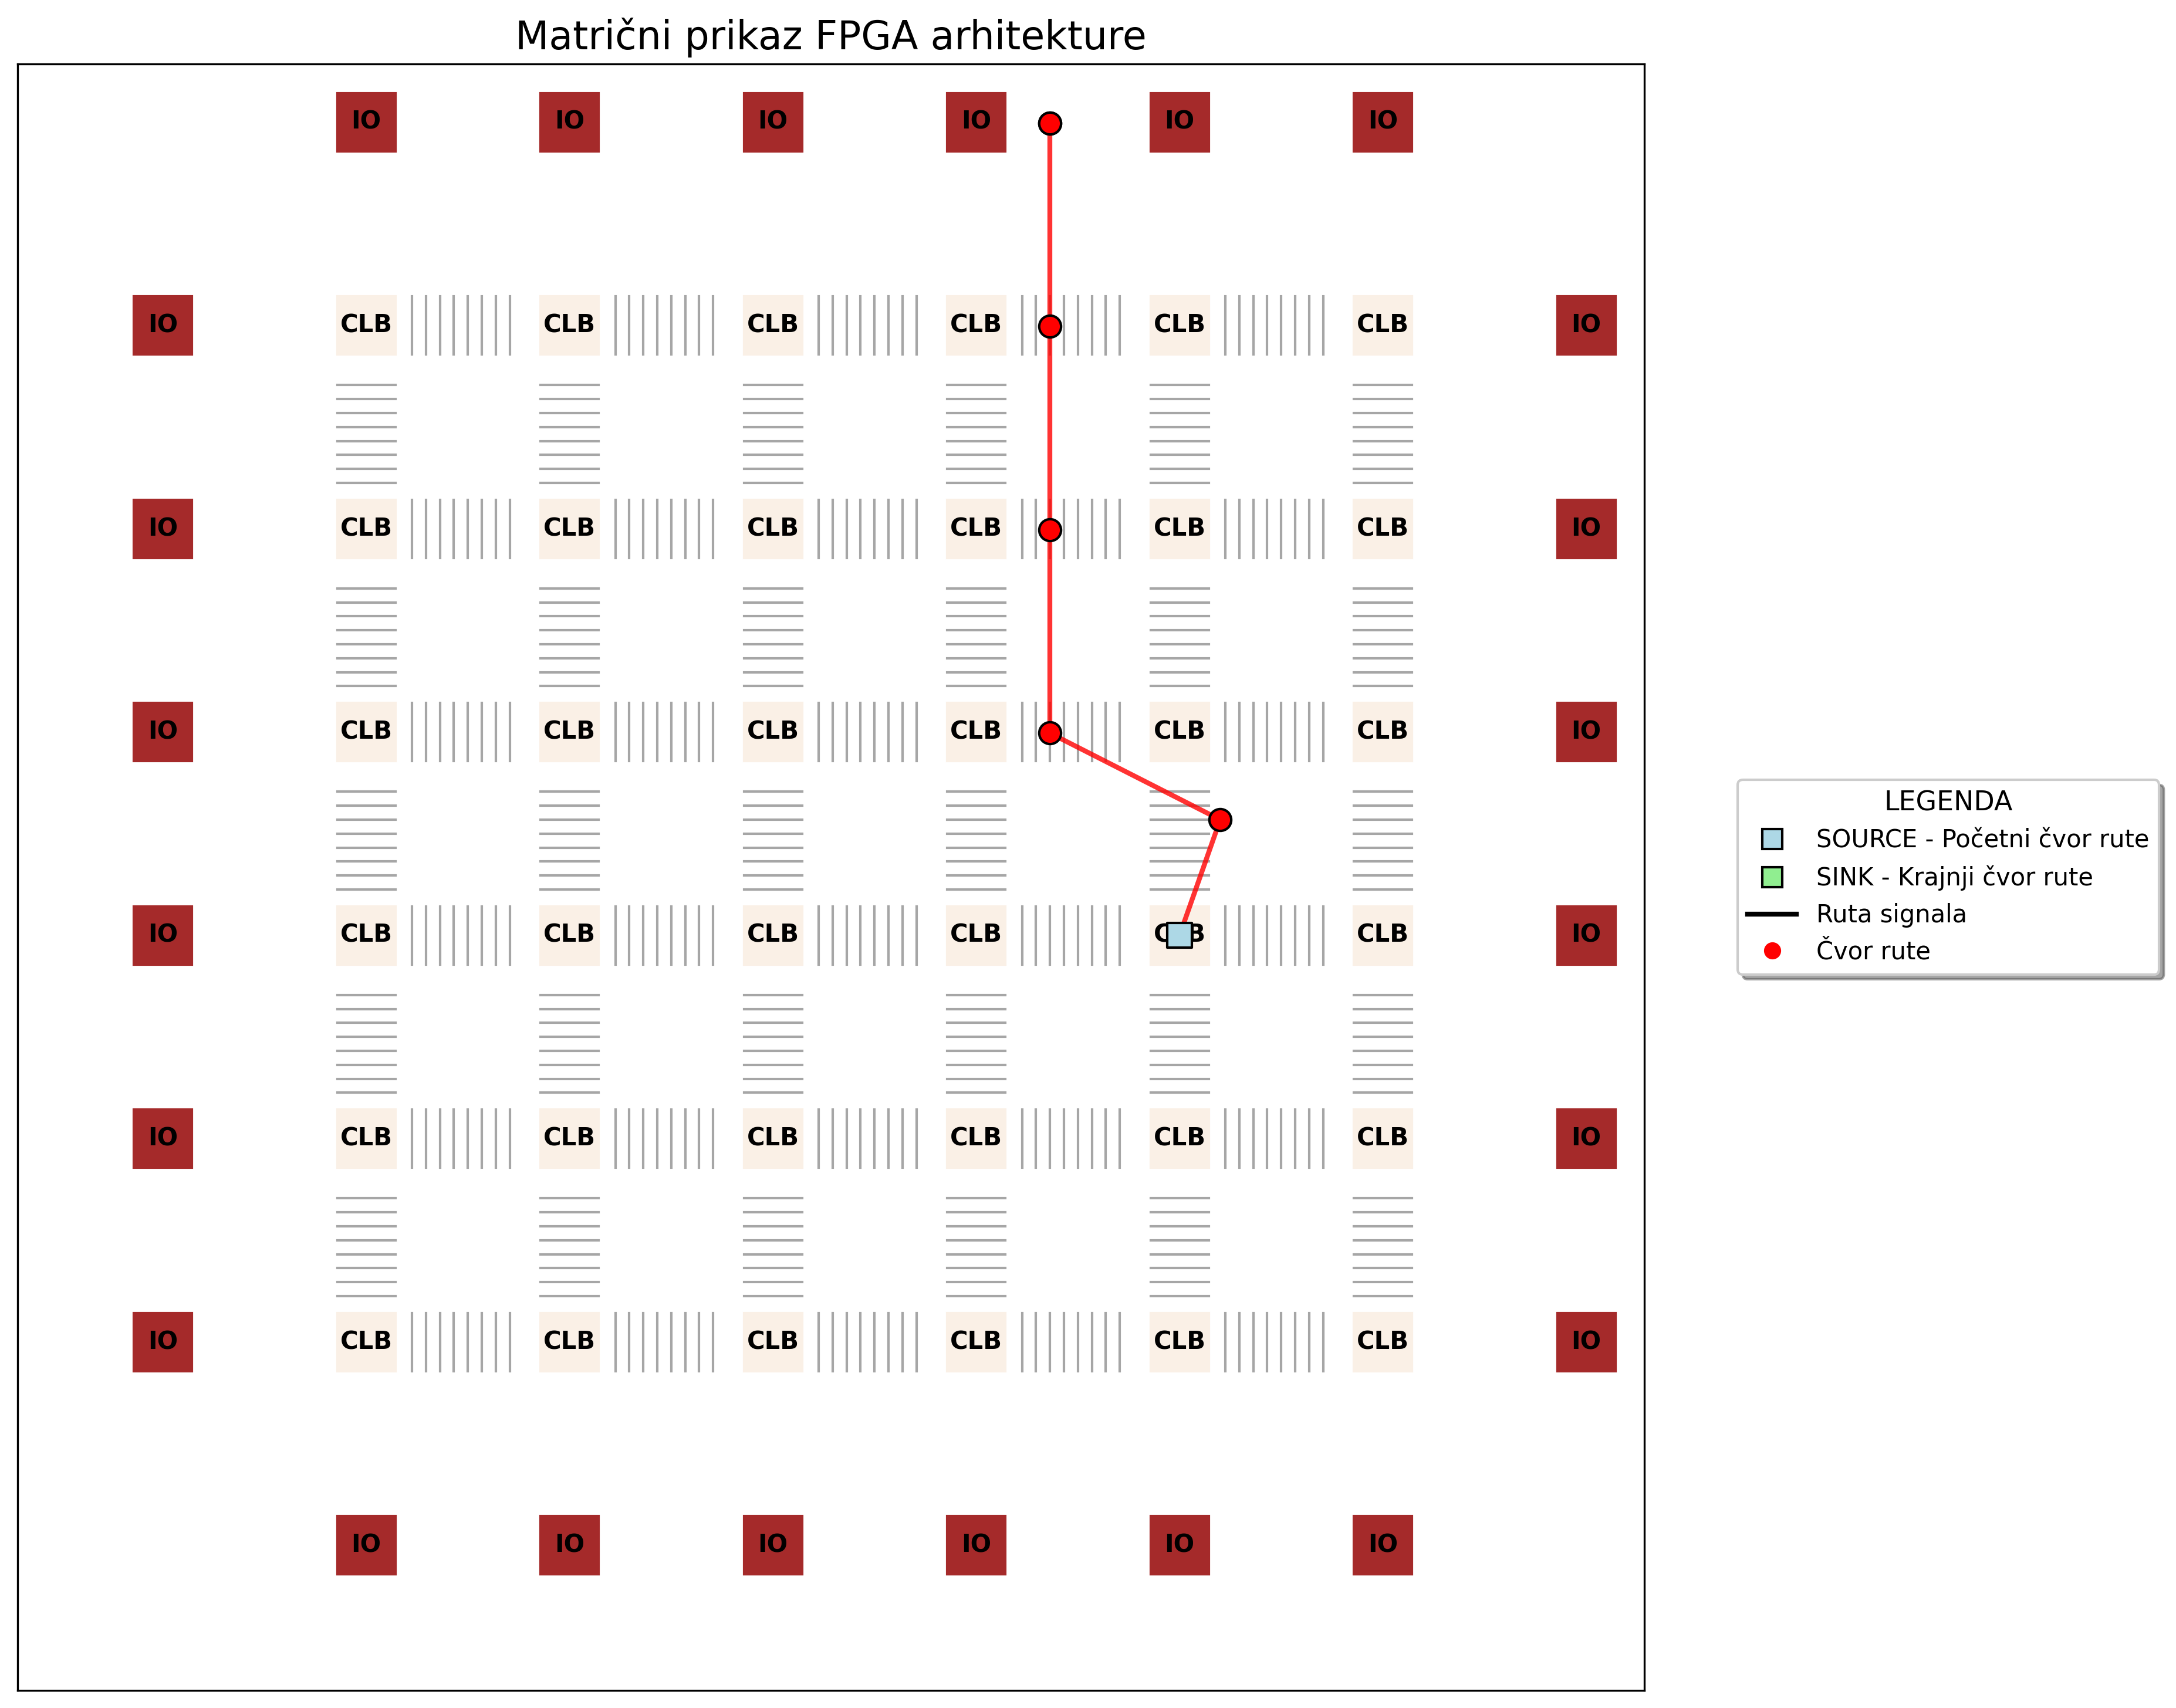 Matrični prikaz FPGA arhitekture
IO IO IO IO IO IO
IO CLB CLB CLB CLB CLB CLB IO
IO CLB CLB CLB CLB CLB CLB IO
IO CLB CLB CLB CLB CLB CLB IO
IO CLB CLB CLB CLB CLB CLB IO
IO CLB CLB CLB CLB CLB CLB IO
IO CLB CLB CLB CLB CLB CLB IO
IO IO IO IO IO IO
LEGENDA
SOURCE - Početni čvor rute
SINK - Krajnji čvor rute
Ruta signala
Čvor rute